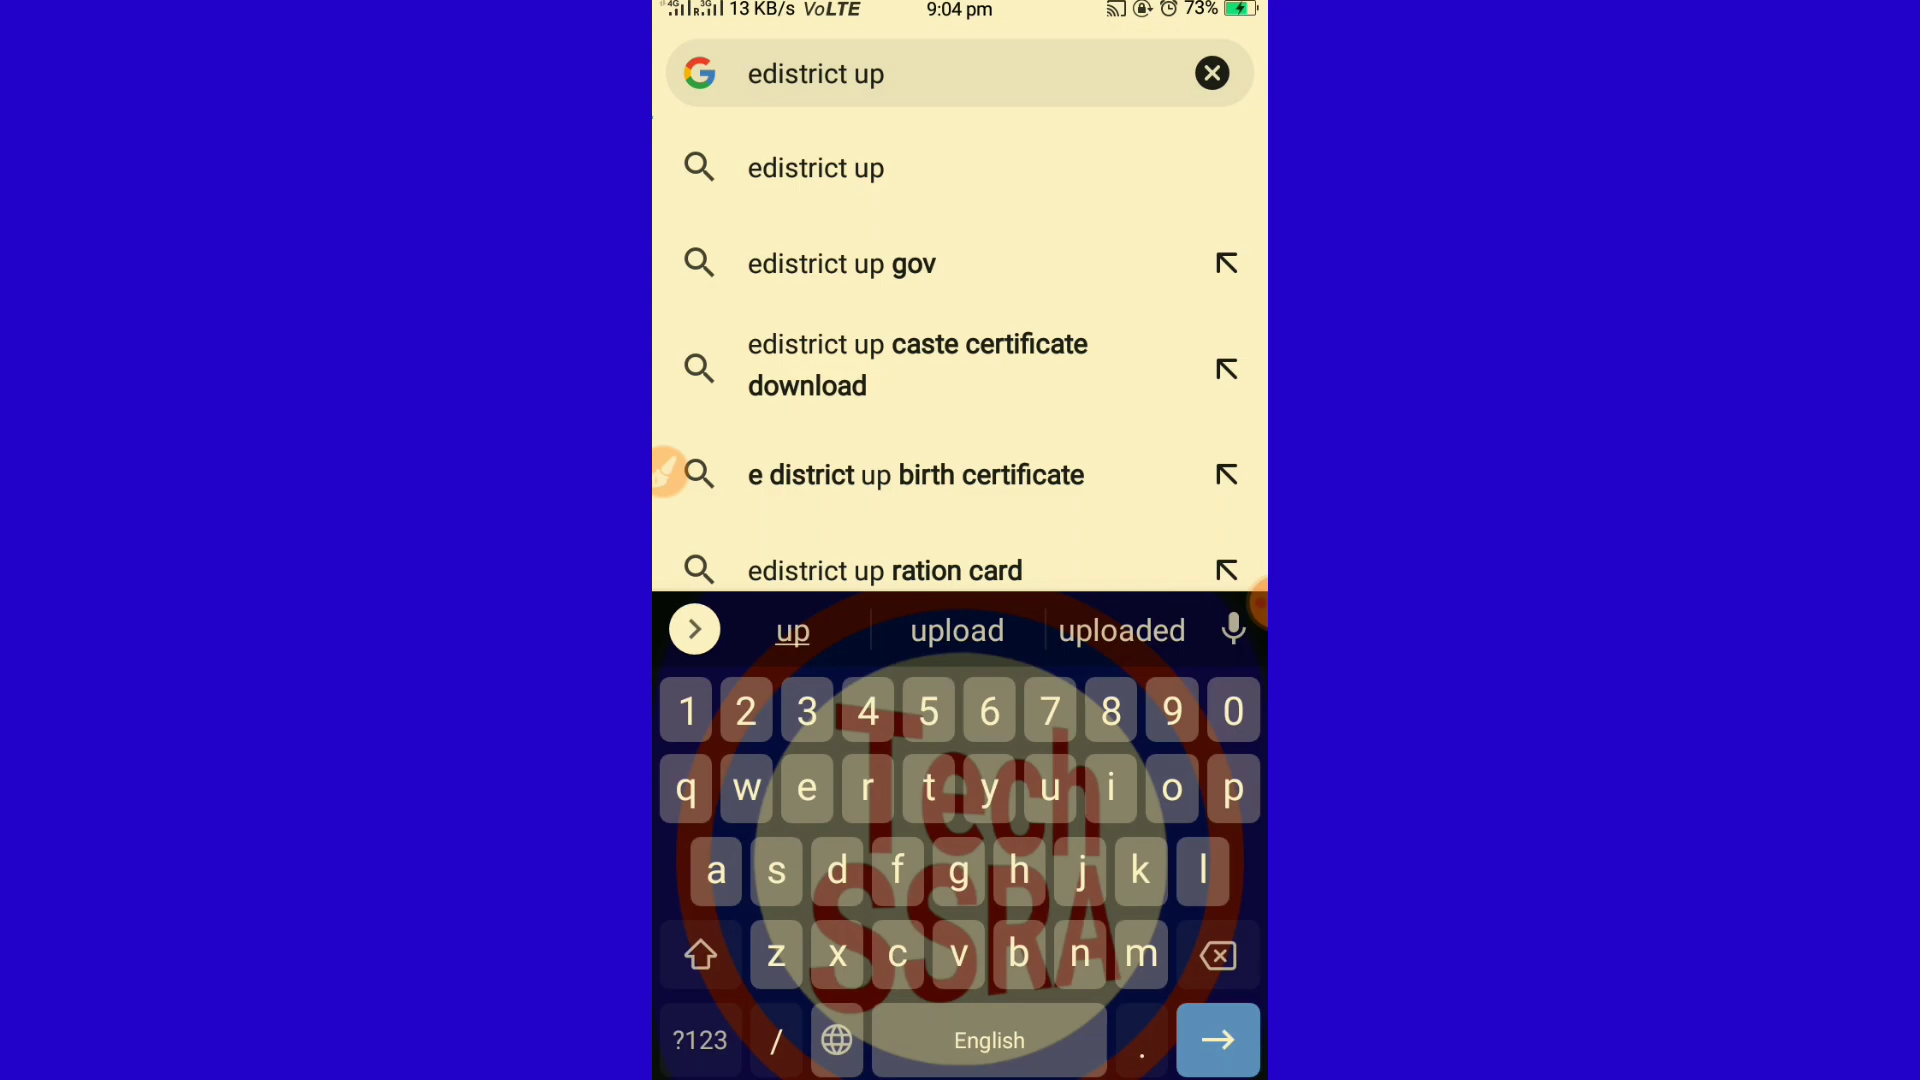 4G R 3G 13 KB/s VoLTE 9:04 pm 73%
edistrict up
edistrict up
edistrict up gov
edistrict up caste certificate
download
e district up birth certificate
edistrict up ration card
up upload uploaded
1 2 3 4 5 6 7 8 9 0
q w e r t y u i o p
a s d f g h j k l
z x c v b n m
?123 / English .
Tech
SSRA